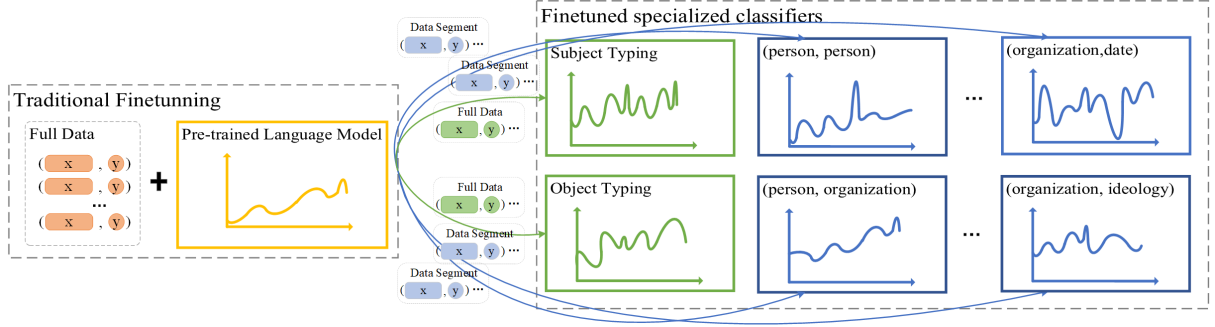 Traditional Finetunning
Full Data
( x , y )
( x , y )
...
( x , y )
+
Pre-trained Language Model
Data Segment
( x , y ) ...
Data Segment
( x , y ) ...
Full Data
( x , y ) ...
Full Data
( x , y ) ...
Data Segment
( x , y ) ...
Data Segment
( x , y ) ...
Finetuned specialized classifiers
Subject Typing
(person, person)
...
(organization,date)
Object Typing
(person, organization)
...
(organization, ideology)